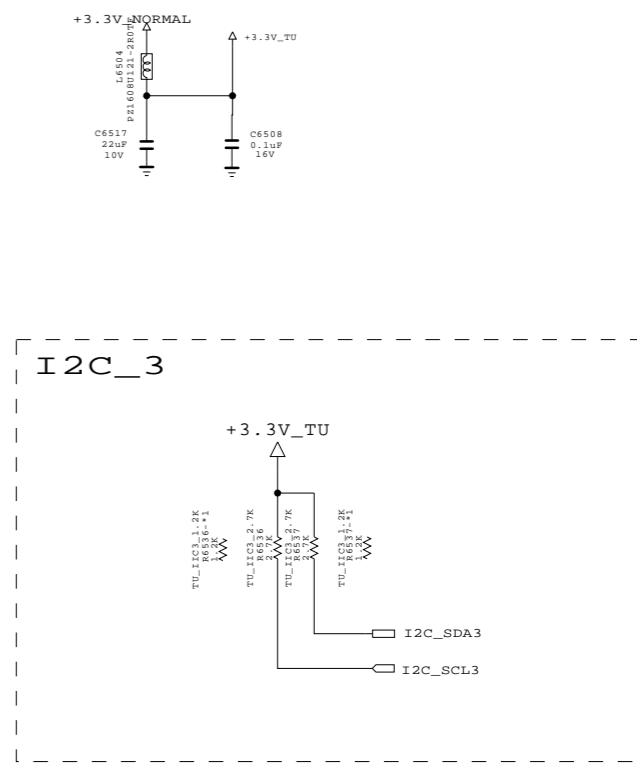 +3.3V_NORMAL
+3.3V_TU
L6504
PZ1608U121-2R0TF
C6517
22uF
10V
C6508
0.1uF
16V
I2C_3
+3.3V_TU
TU_IIC3_1.2K
R6536-*1
1.2K
TU_IIC3_2.7K
R6536
2.7K
TU_IIC3_2.7K
R6537
2.7K
TU_IIC3_1.2K
R6537-*1
1.2K
I2C_SDA3
I2C_SCL3